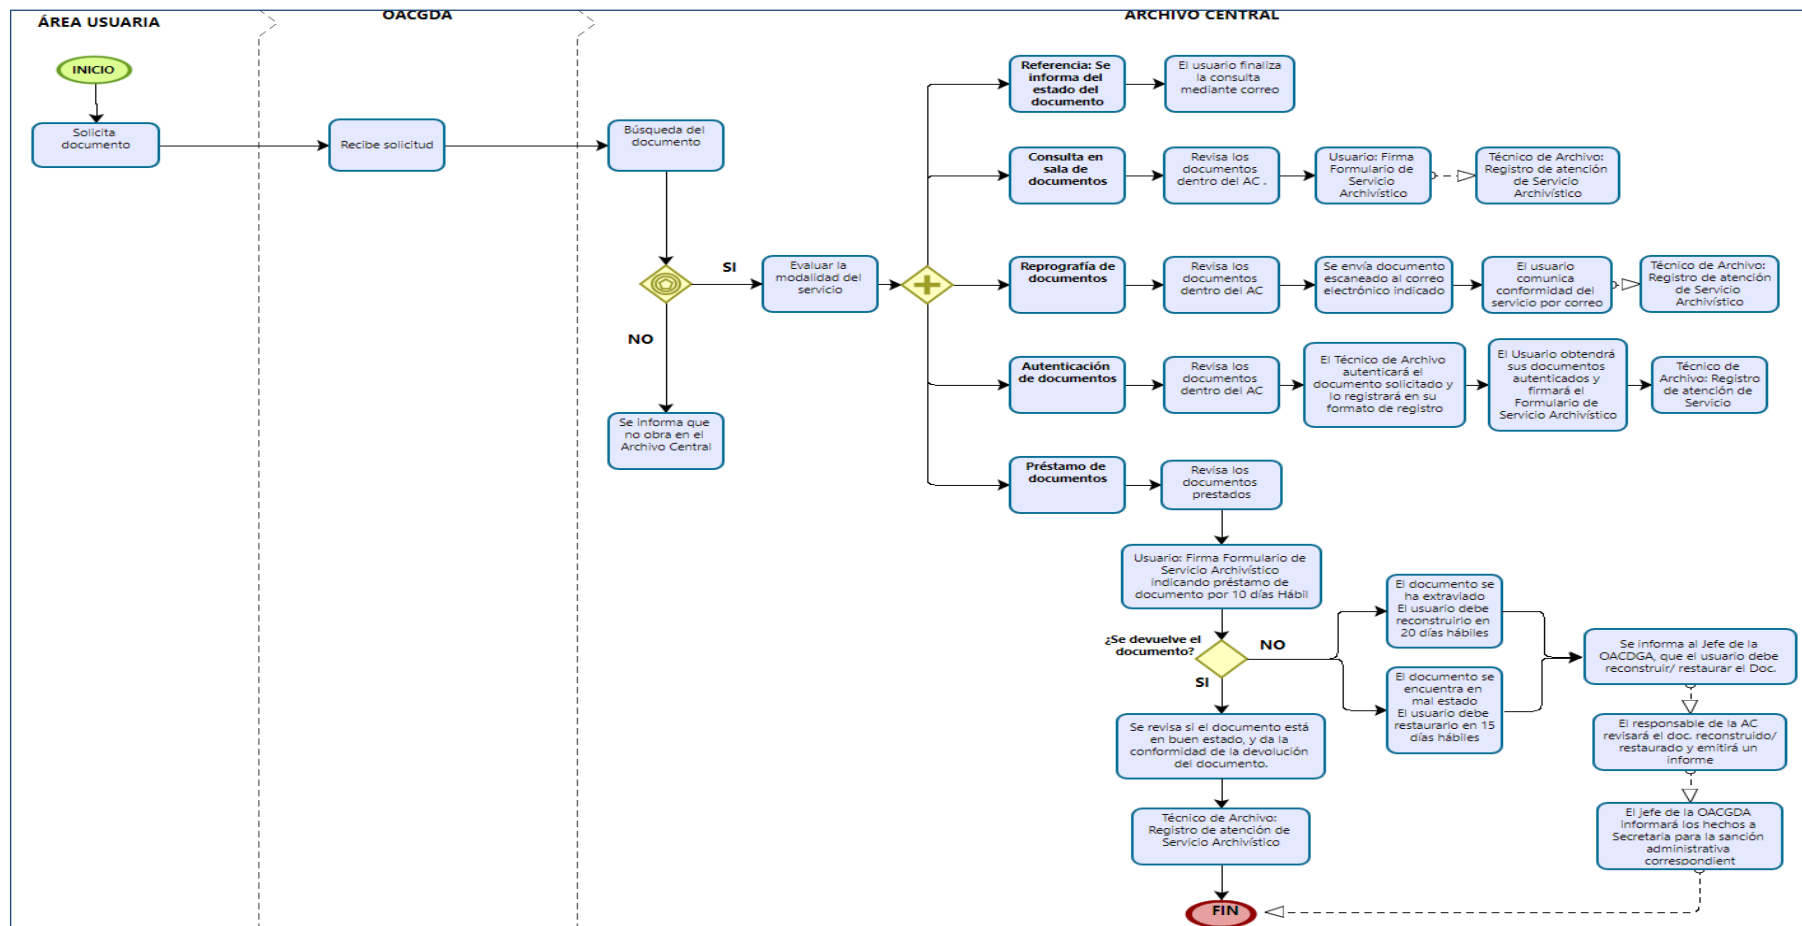 ÁREA USUARIA
OACGDA
ARCHIVO CENTRAL
INICIO
Solicita
documento
Recibe solicitud
Búsqueda del
documento
SI
NO
Se informa que
no obra en el
Archivo Central
Evaluar la
modalidad del
servicio
Referencia: Se
informa del
estado del
documento
El usuario finaliza
la consulta
mediante correo
Consulta en
sala de
documentos
Revisa los
documentos
dentro del AC .
Usuario: Firma
Formulario de
Servicio
Archivístico
Técnico de Archivo:
Registro de atención
de Servicio
Archivístico
Reprografía de
documentos
Revisa los
documentos
dentro del AC
Se envía documento
escaneado al correo
electrónico indicado
El usuario
comunica
conformidad del
servicio por correo
Técnico de Archivo:
Registro de atención
de Servicio
Archivístico
Autenticación
de documentos
Revisa los
documentos
dentro del AC
El Técnico de Archivo
autenticará el
documento solicitado y
lo registrará en su
formato de registro
El Usuario obtendrá
sus documentos
autenticados y
firmará el
Formulario de
Servicio Archivístico
Técnico de
Archivo: Registro
de atención de
Servicio
Préstamo de
documentos
Revisa los
documentos
prestados
Usuario: Firma Formulario de
Servicio Archivístico
indicando préstamo de
documento por 10 días Hábil
¿Se devuelve el
documento?
NO
SI
El documento se
ha extraviado
El usuario debe
reconstruirlo en
20 días hábiles
El documento se
encuentra en
mal estado
El usuario debe
restaurarlo en 15
días hábiles
Se informa al Jefe de la
OACDGA, que el usuario debe
reconstruir/ restaurar el Doc.
El responsable de la AC
revisará el doc. reconstruido/
restaurado y emitirá un
informe
El jefe de la OACGDA
informará los hechos a
Secretaria para la sanción
administrativa
correspondient
Se revisa si el documento está
en buen estado, y da la
conformidad de la devolución
del documento.
Técnico de Archivo:
Registro de atención de
Servicio Archivístico
FIN